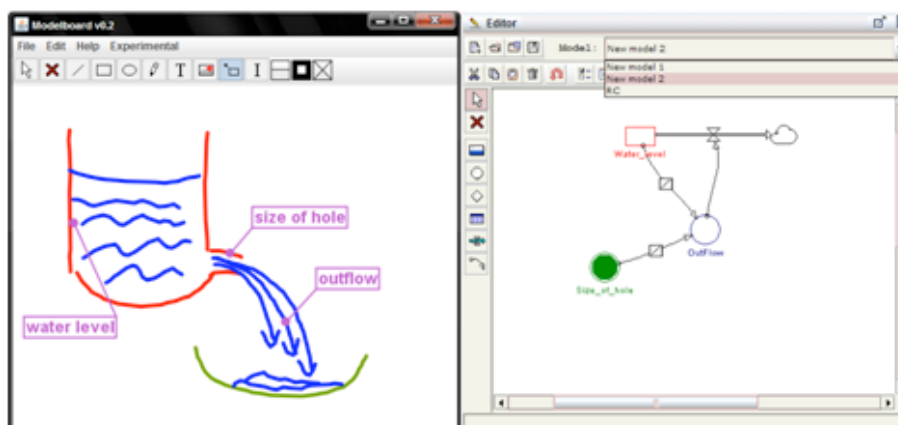 Modelboard v0.2
File Edit Help Experimental
T
I
size of hole
outflow
water level
Editor
Model: New model 2
New model 1
New model 2
RC
Water_level
OutFlow
Size_of_hole